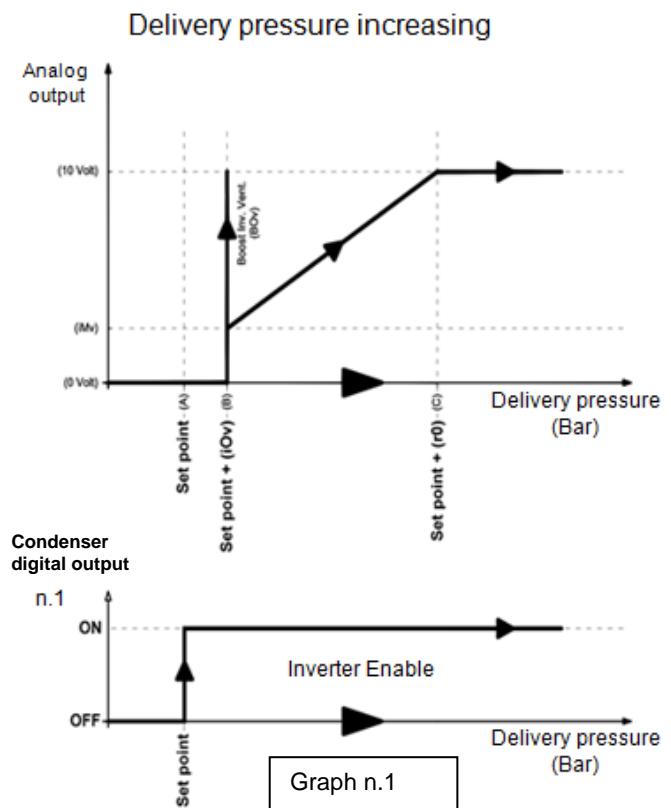 Delivery pressure increasing
Analog
output
(10 Volt)
Boost Inv. Vent.
(BOv)
(iMv)
(0 Volt)
Set point - (A)
Set point + (iOv) - (B)
Set point + (r0) - (C)
Delivery pressure
(Bar)
Condenser
digital output
n.1
ON
Inverter Enable
OFF
Set point
Delivery pressure
(Bar)
Graph n.1